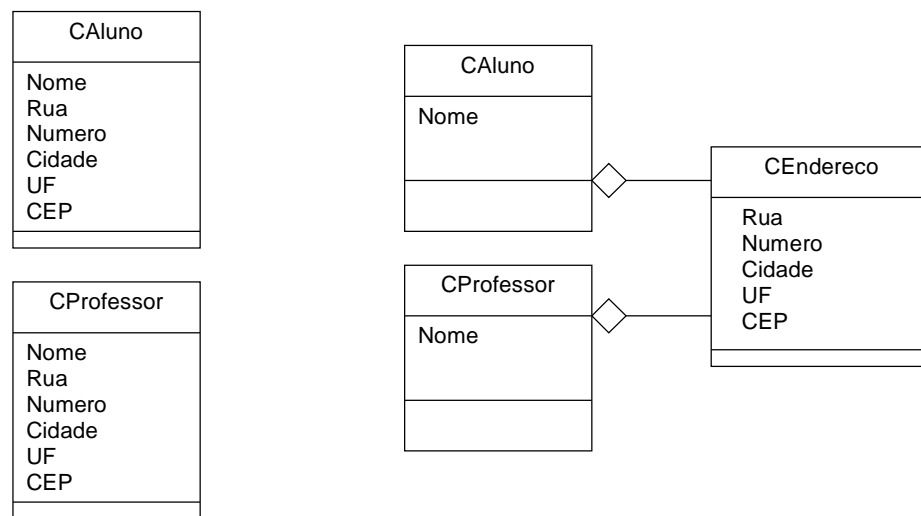 CAluno
Nome
Rua
Numero
Cidade
UF
CEP
CProfessor
Nome
Rua
Numero
Cidade
UF
CEP
CAluno
Nome
CProfessor
Nome
CEndereco
Rua
Numero
Cidade
UF
CEP